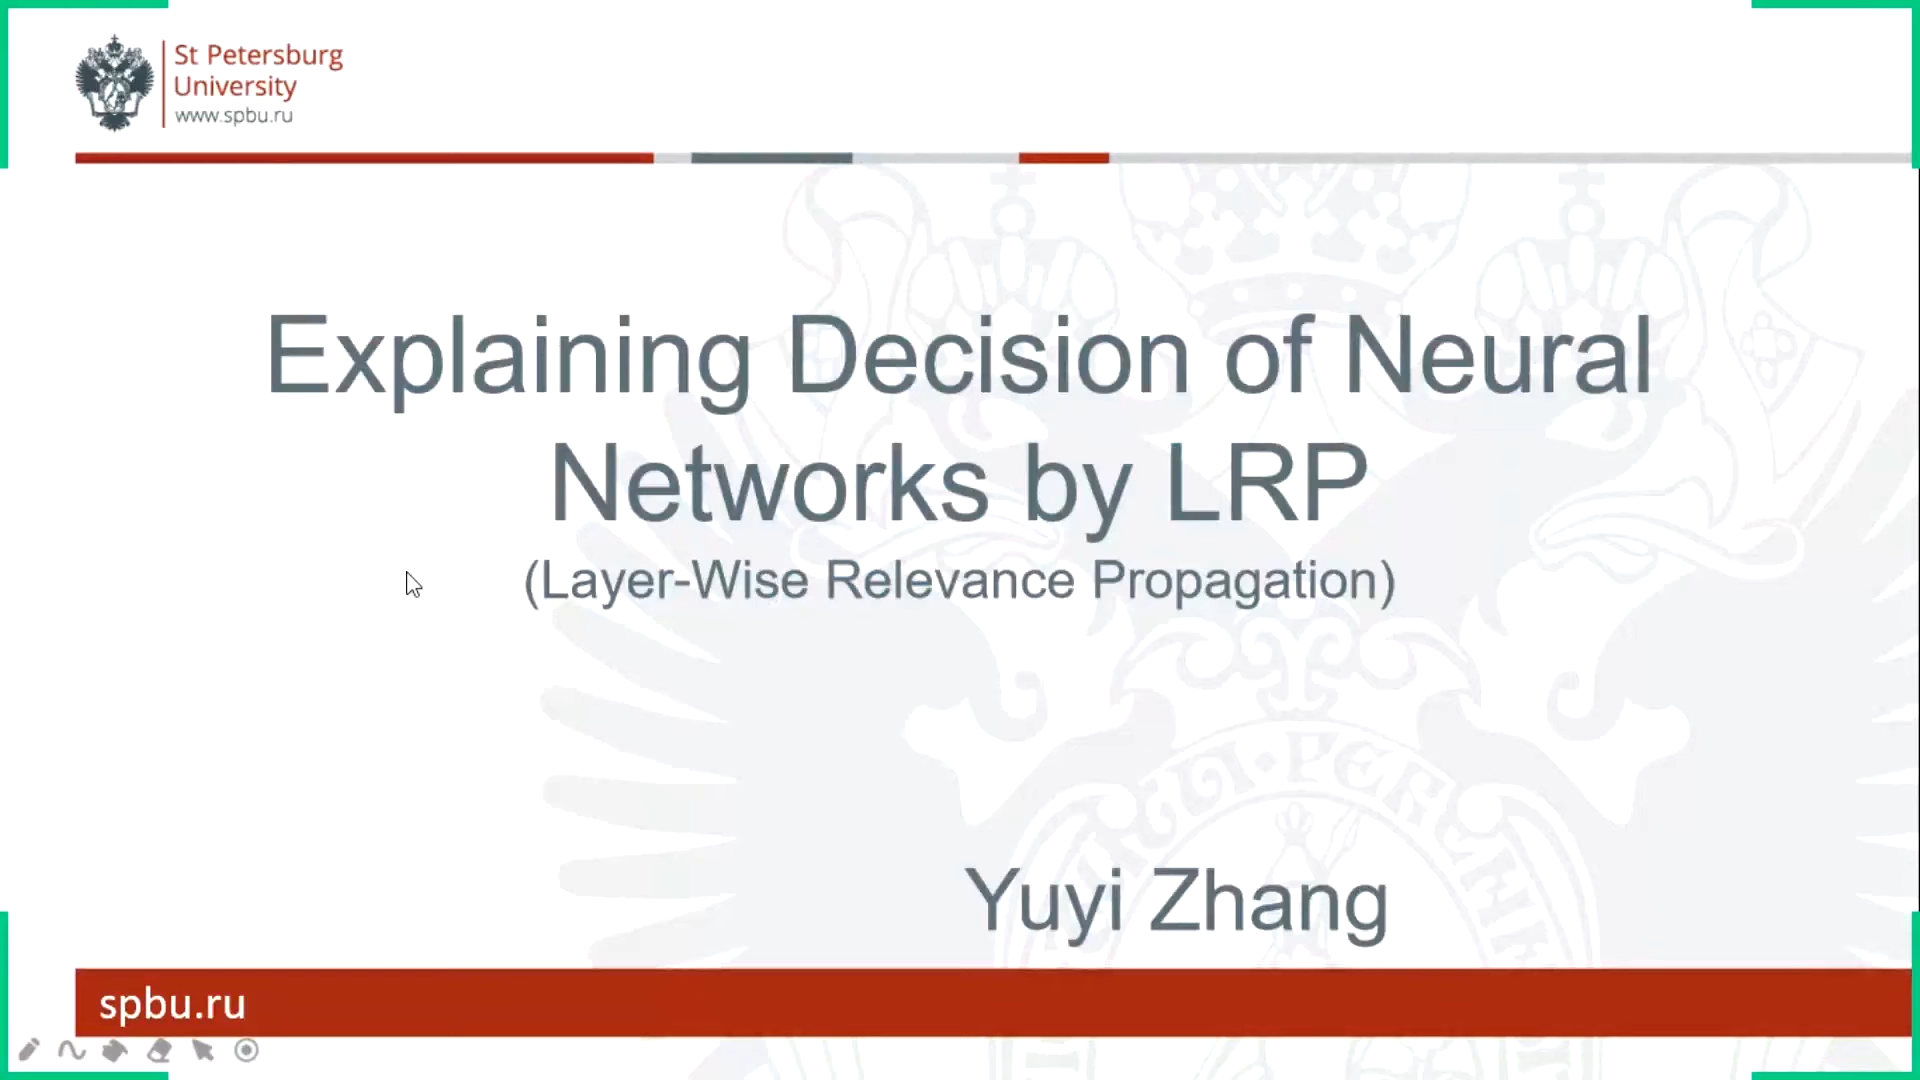 St Petersburg
University
www.spbu.ru
Explaining Decision of Neural
Networks by LRP
(Layer-Wise Relevance Propagation)
Yuyi Zhang
spbu.ru